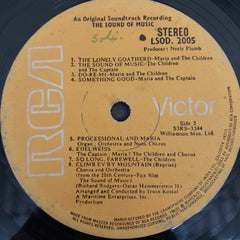 An Original Soundtrack Recording
THE SOUND OF MUSIC
STEREO
LSOD. 2005
Producer: Neely Plumb
1. THE LONELY GOATHERD-Maria and The Children
2. THE SOUND OF MUSIC-The Children
and The Captain
3. DO-RE-MI-Maria and The Children
4. SOMETHING GOOD-Maria and The
Captain
RCA
Victor
Side 2
53RS-3344
Williamson Mus. Ltd.
5. PROCESSIONAL AND MARIA
Organ, Orchestra and Nuns Chorus
6. EDELWEISS
The Captain, Maria and The Children and Chorus
7. SO LONG, FAREWELL-The Children
8. CLIMB EV'RY MOUNTAIN (Reprise)
Chorus and Orchestra
(from the 20th Century-Fox film
"The Sound of Music")
(Richard Rodgers-Oscar Hammerstein II)
A Maritime Enterprises, Inc. Production
Arranged and Conducted by Irwin Kostal